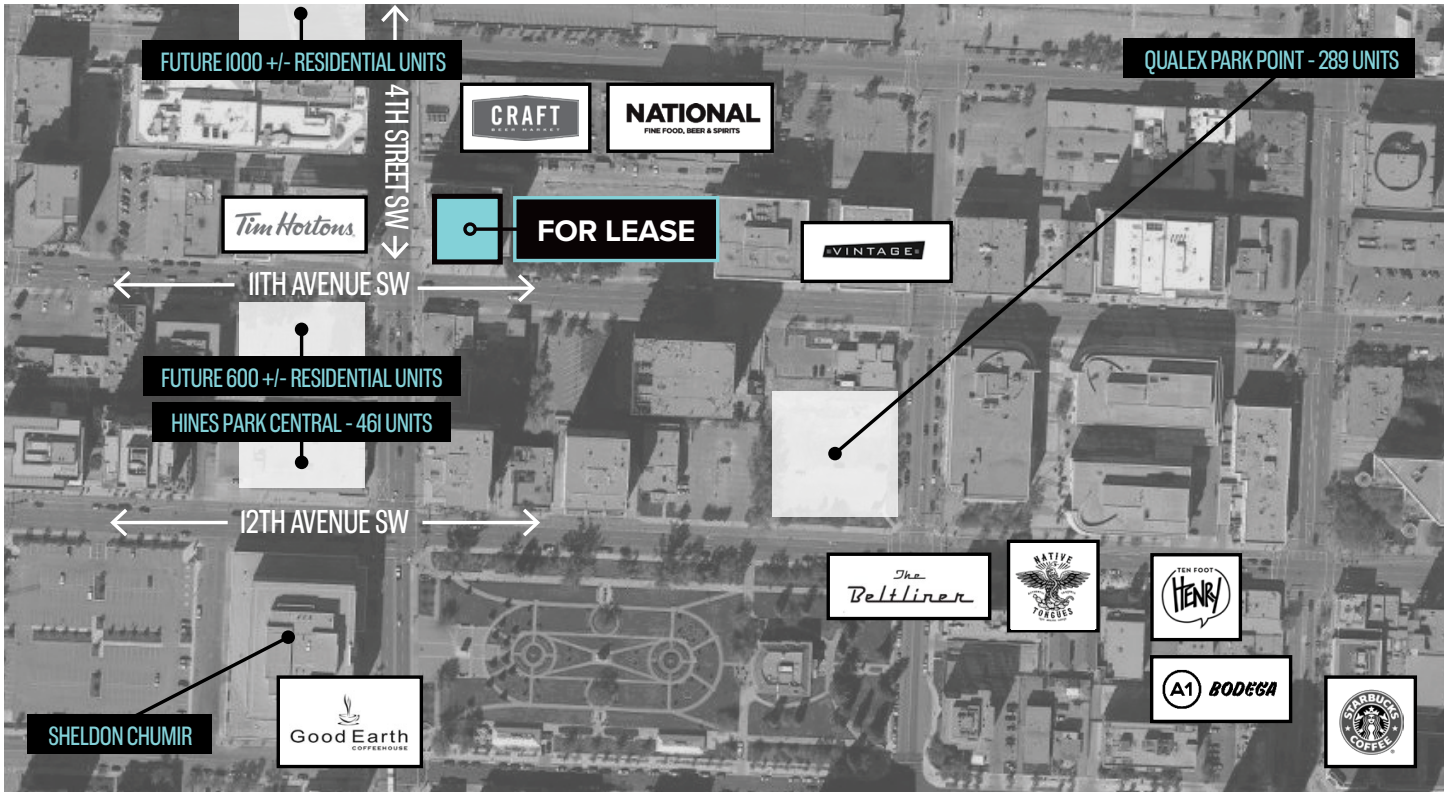 FUTURE 1000 +/- RESIDENTIAL UNITS
QUALEX PARK POINT - 289 UNITS
4TH STREET SW
CRAFT
BEER MARKET
NATIONAL
FINE FOOD, BEER & SPIRITS
Tim Hortons
FOR LEASE
VINTAGE
11TH AVENUE SW
FUTURE 600 +/- RESIDENTIAL UNITS
HINES PARK CENTRAL - 461 UNITS
12TH AVENUE SW
The
Beltliner
NATIVE
TONGUES
TEN FOOT
HENRY
A1 BODEGA
SHELDON CHUMIR
Good Earth
COFFEEHOUSE
STARBUCKS
COFFEE